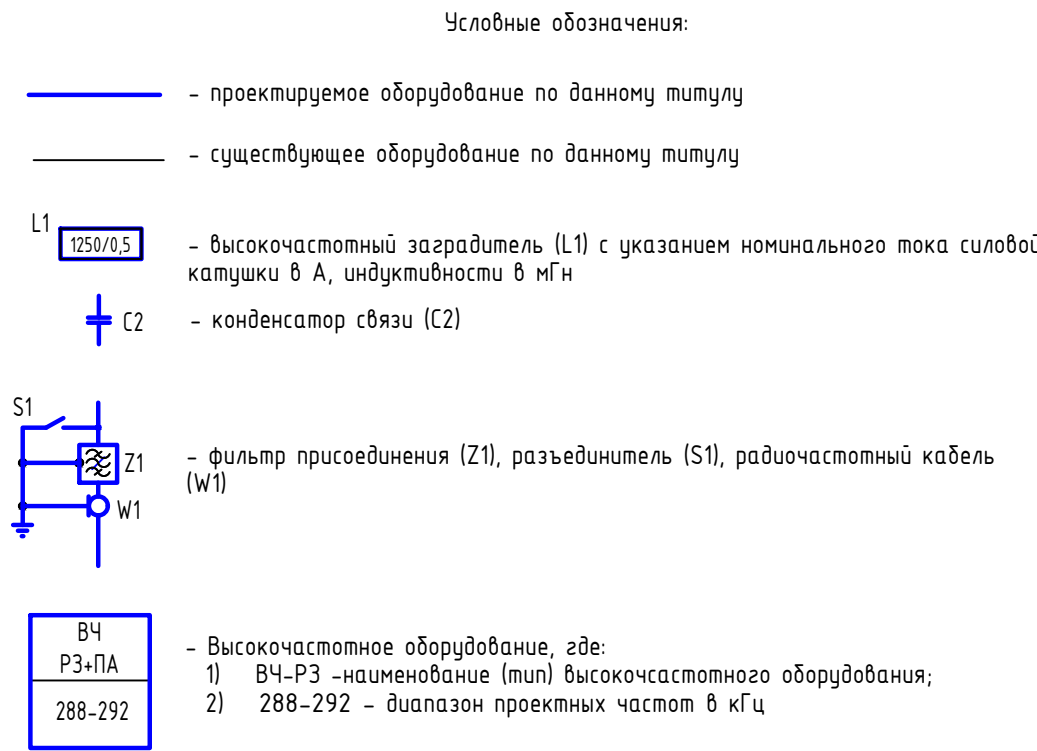 Условные обозначения:
- проектируемое оборудование по данному титулу
- существующее оборудование по данному титулу
L1
1250/0,5
- высокочастотный заградитель (L1) с указанием номинального тока силовой
катушки в А, индуктивности в мГн
C2
- конденсатор связи (C2)
S1
Z1
W1
- фильтр присоединения (Z1), разъединитель (S1), радиочастотный кабель
(W1)
ВЧ
РЗ+ПА
288-292
- Высокочастотное оборудование, где:
1) ВЧ-РЗ -наименование (тип) высокочсастотного оборудования;
2) 288-292 - диапазон проектных частот в кГц